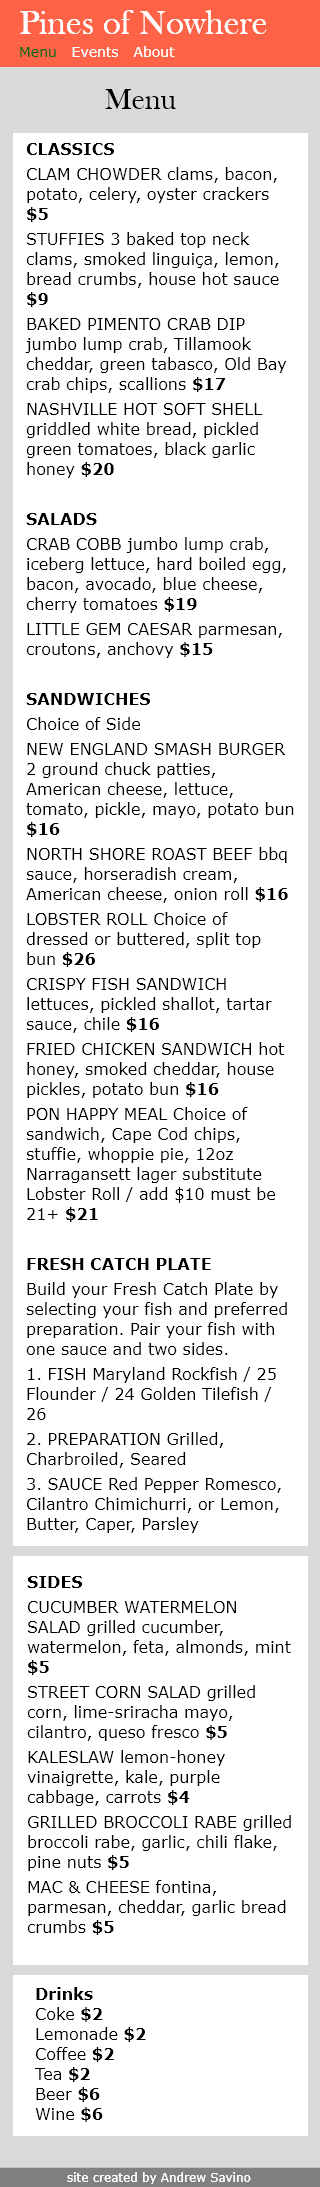 Pines of Nowhere
Menu Events About
Menu
CLASSICS
CLAM CHOWDER clams, bacon,
potato, celery, oyster crackers
$5
STUFFIES 3 baked top neck
clams, smoked linguiça, lemon,
bread crumbs, house hot sauce
$9
BAKED PIMENTO CRAB DIP
jumbo lump crab, Tillamook
cheddar, green tabasco, Old Bay
crab chips, scallions $17
NASHVILLE HOT SOFT SHELL
griddled white bread, pickled
green tomatoes, black garlic
honey $20
SALADS
CRAB COBB jumbo lump crab,
iceberg lettuce, hard boiled egg,
bacon, avocado, blue cheese,
cherry tomatoes $19
LITTLE GEM CAESAR parmesan,
croutons, anchovy $15
SANDWICHES
Choice of Side
NEW ENGLAND SMASH BURGER
2 ground chuck patties,
American cheese, lettuce,
tomato, pickle, mayo, potato bun
$16
NORTH SHORE ROAST BEEF bbq
sauce, horseradish cream,
American cheese, onion roll $16
LOBSTER ROLL Choice of
dressed or buttered, split top
bun $26
CRISPY FISH SANDWICH
lettuces, pickled shallot, tartar
sauce, chile $16
FRIED CHICKEN SANDWICH hot
honey, smoked cheddar, house
pickles, potato bun $16
PON HAPPY MEAL Choice of
sandwich, Cape Cod chips,
stuffie, whoppie pie, 12oz
Narragansett lager substitute
Lobster Roll / add $10 must be
21+ $21
FRESH CATCH PLATE
Build your Fresh Catch Plate by
selecting your fish and preferred
preparation. Pair your fish with
one sauce and two sides.
1. FISH Maryland Rockfish / 25
Flounder / 24 Golden Tilefish /
26
2. PREPARATION Grilled,
Charbroiled, Seared
3. SAUCE Red Pepper Romesco,
Cilantro Chimichurri, or Lemon,
Butter, Caper, Parsley
SIDES
CUCUMBER WATERMELON
SALAD grilled cucumber,
watermelon, feta, almonds, mint
$5
STREET CORN SALAD grilled
corn, lime-sriracha mayo,
cilantro, queso fresco $5
KALESLAW lemon-honey
vinaigrette, kale, purple
cabbage, carrots $4
GRILLED BROCCOLI RABE grilled
broccoli rabe, garlic, chili flake,
pine nuts $5
MAC & CHEESE fontina,
parmesan, cheddar, garlic bread
crumbs $5
Drinks
Coke $2
Lemonade $2
Coffee $2
Tea $2
Beer $6
Wine $6
site created by Andrew Savino